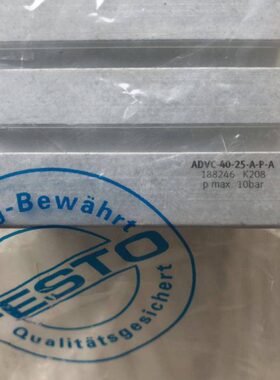 ADVC-40-25-A-P-A
188246 K208
p max. 10bar
g-Bewährt
ESTO
Qualitätsgesichert